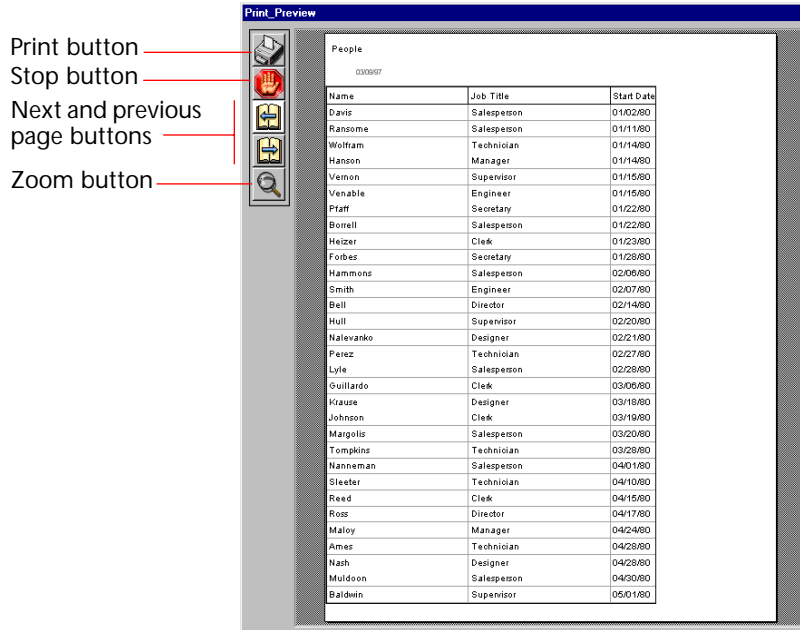 Print_Preview
Print button
Stop button
Next and previous
page buttons
Zoom button
People
03/09/97
Name Job Title Start Date
Davis Salesperson 01/02/80
Ransome Salesperson 01/11/80
Wolfram Technician 01/14/80
Hanson Manager 01/14/80
Vernon Supervisor 01/15/80
Venable Engineer 01/15/80
Pfaff Secretary 01/22/80
Borrell Salesperson 01/22/80
Heizer Clerk 01/23/80
Forbes Secretary 01/28/80
Hammons Salesperson 02/06/80
Smith Engineer 02/07/80
Bell Director 02/14/80
Hull Supervisor 02/20/80
Nalevanko Designer 02/21/80
Perez Technician 02/27/80
Lyle Salesperson 02/28/80
Guillardo Clerk 03/06/80
Krause Designer 03/18/80
Johnson Clerk 03/19/80
Margolis Salesperson 03/20/80
Tompkins Technician 03/28/80
Nanneman Salesperson 04/01/80
Sleeter Technician 04/10/80
Reed Clerk 04/15/80
Ross Director 04/17/80
Maloy Manager 04/24/80
Ames Technician 04/28/80
Nash Designer 04/28/80
Muldoon Salesperson 04/30/80
Baldwin Supervisor 05/01/80